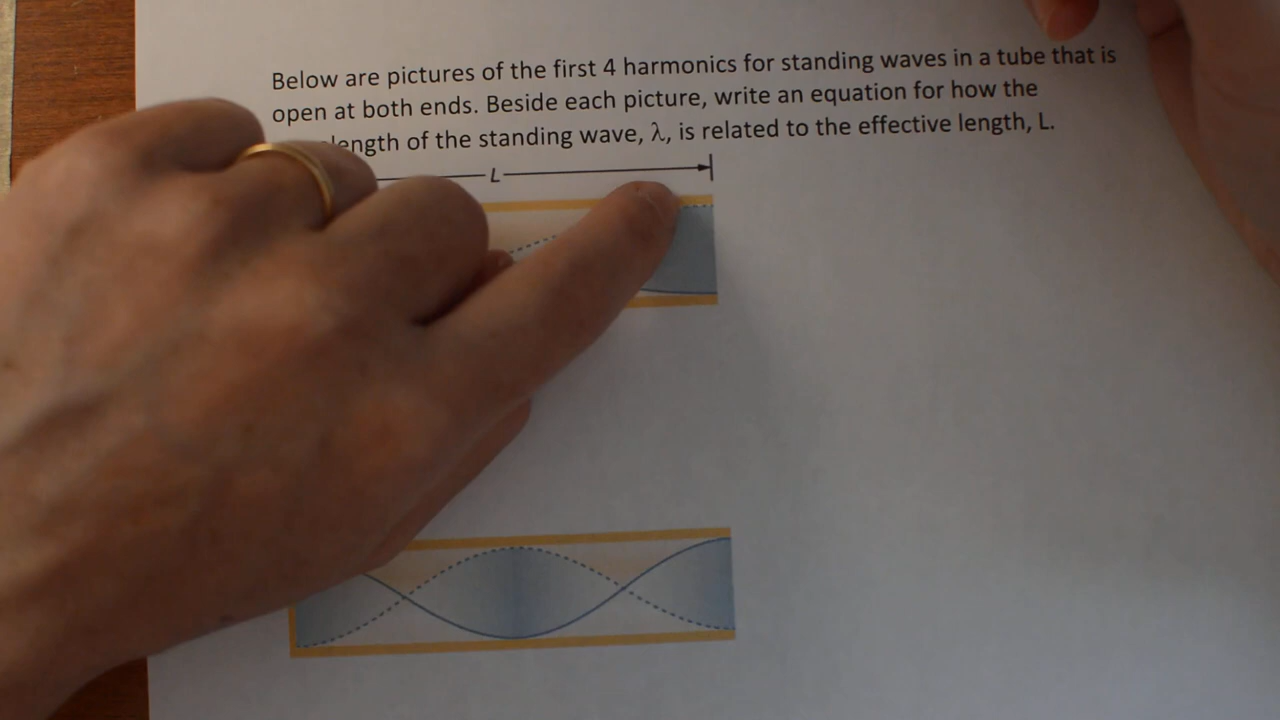 Below are pictures of the first 4 harmonics for standing waves in a tube that is
open at both ends. Beside each picture, write an equation for how the
length of the standing wave, λ, is related to the effective length, L.
L